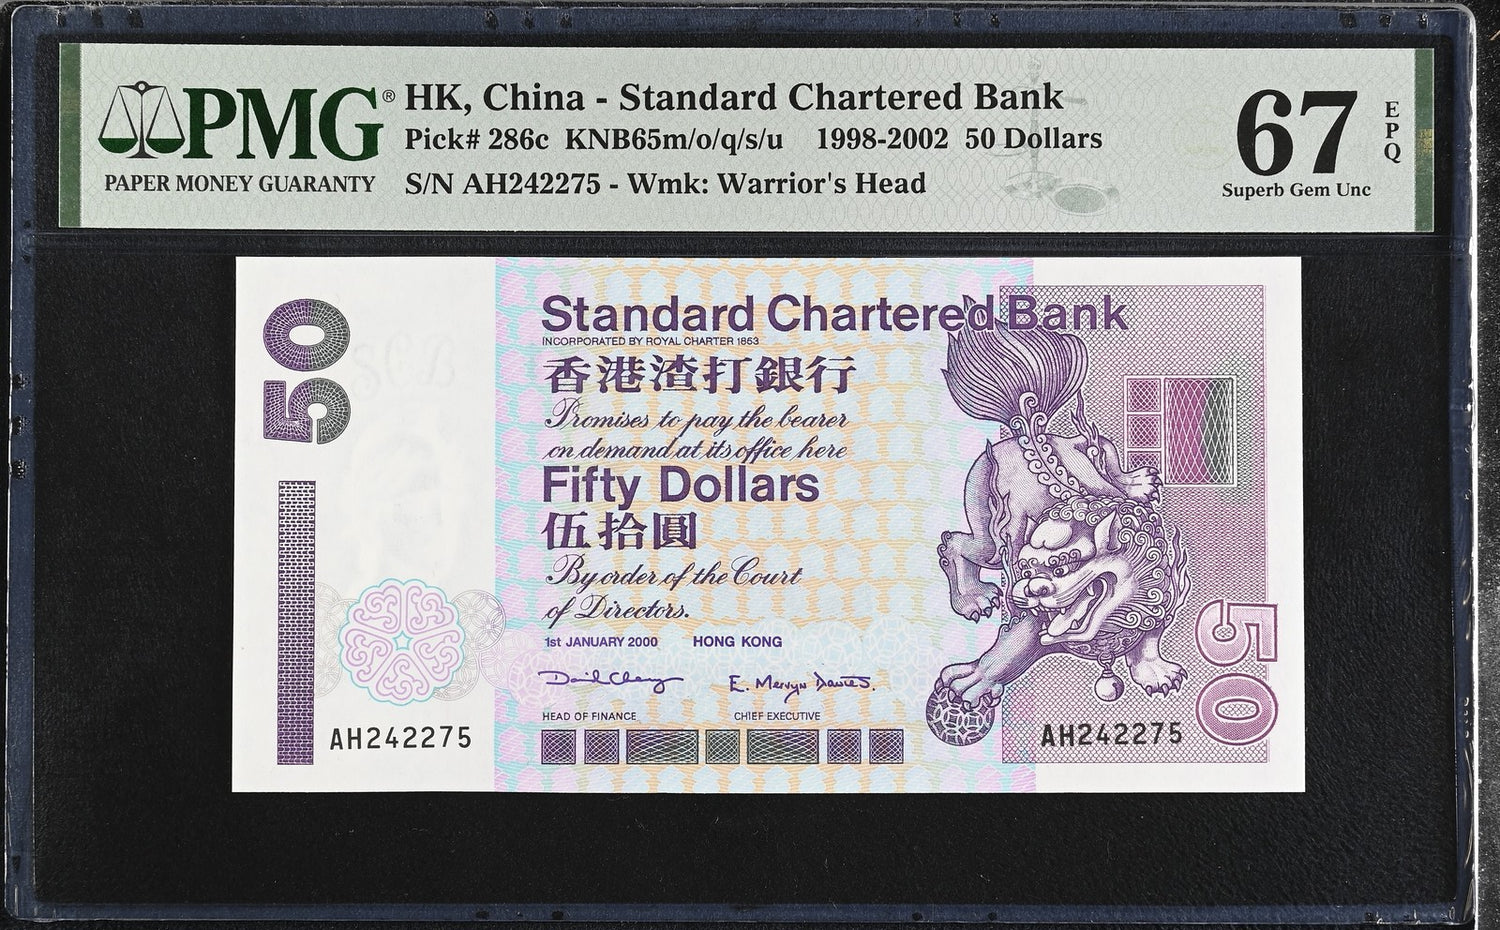 PMG®
PAPER MONEY GUARANTY
HK, China - Standard Chartered Bank
Pick# 286c KNB65m/o/q/s/u 1998-2002 50 Dollars
S/N AH242275 - Wmk: Warrior's Head
67
EPQ
Superb Gem Unc
50
Standard Chartered Bank
INCORPORATED BY ROYAL CHARTER 1853
香港渣打銀行
Promises to pay the bearer
on demand at its office here
Fifty Dollars
伍拾圓
By order of the Court
of Directors.
1st JANUARY 2000 HONG KONG
David Cheng E. Mervyn Davies.
HEAD OF FINANCE CHIEF EXECUTIVE
AH242275
AH242275
50